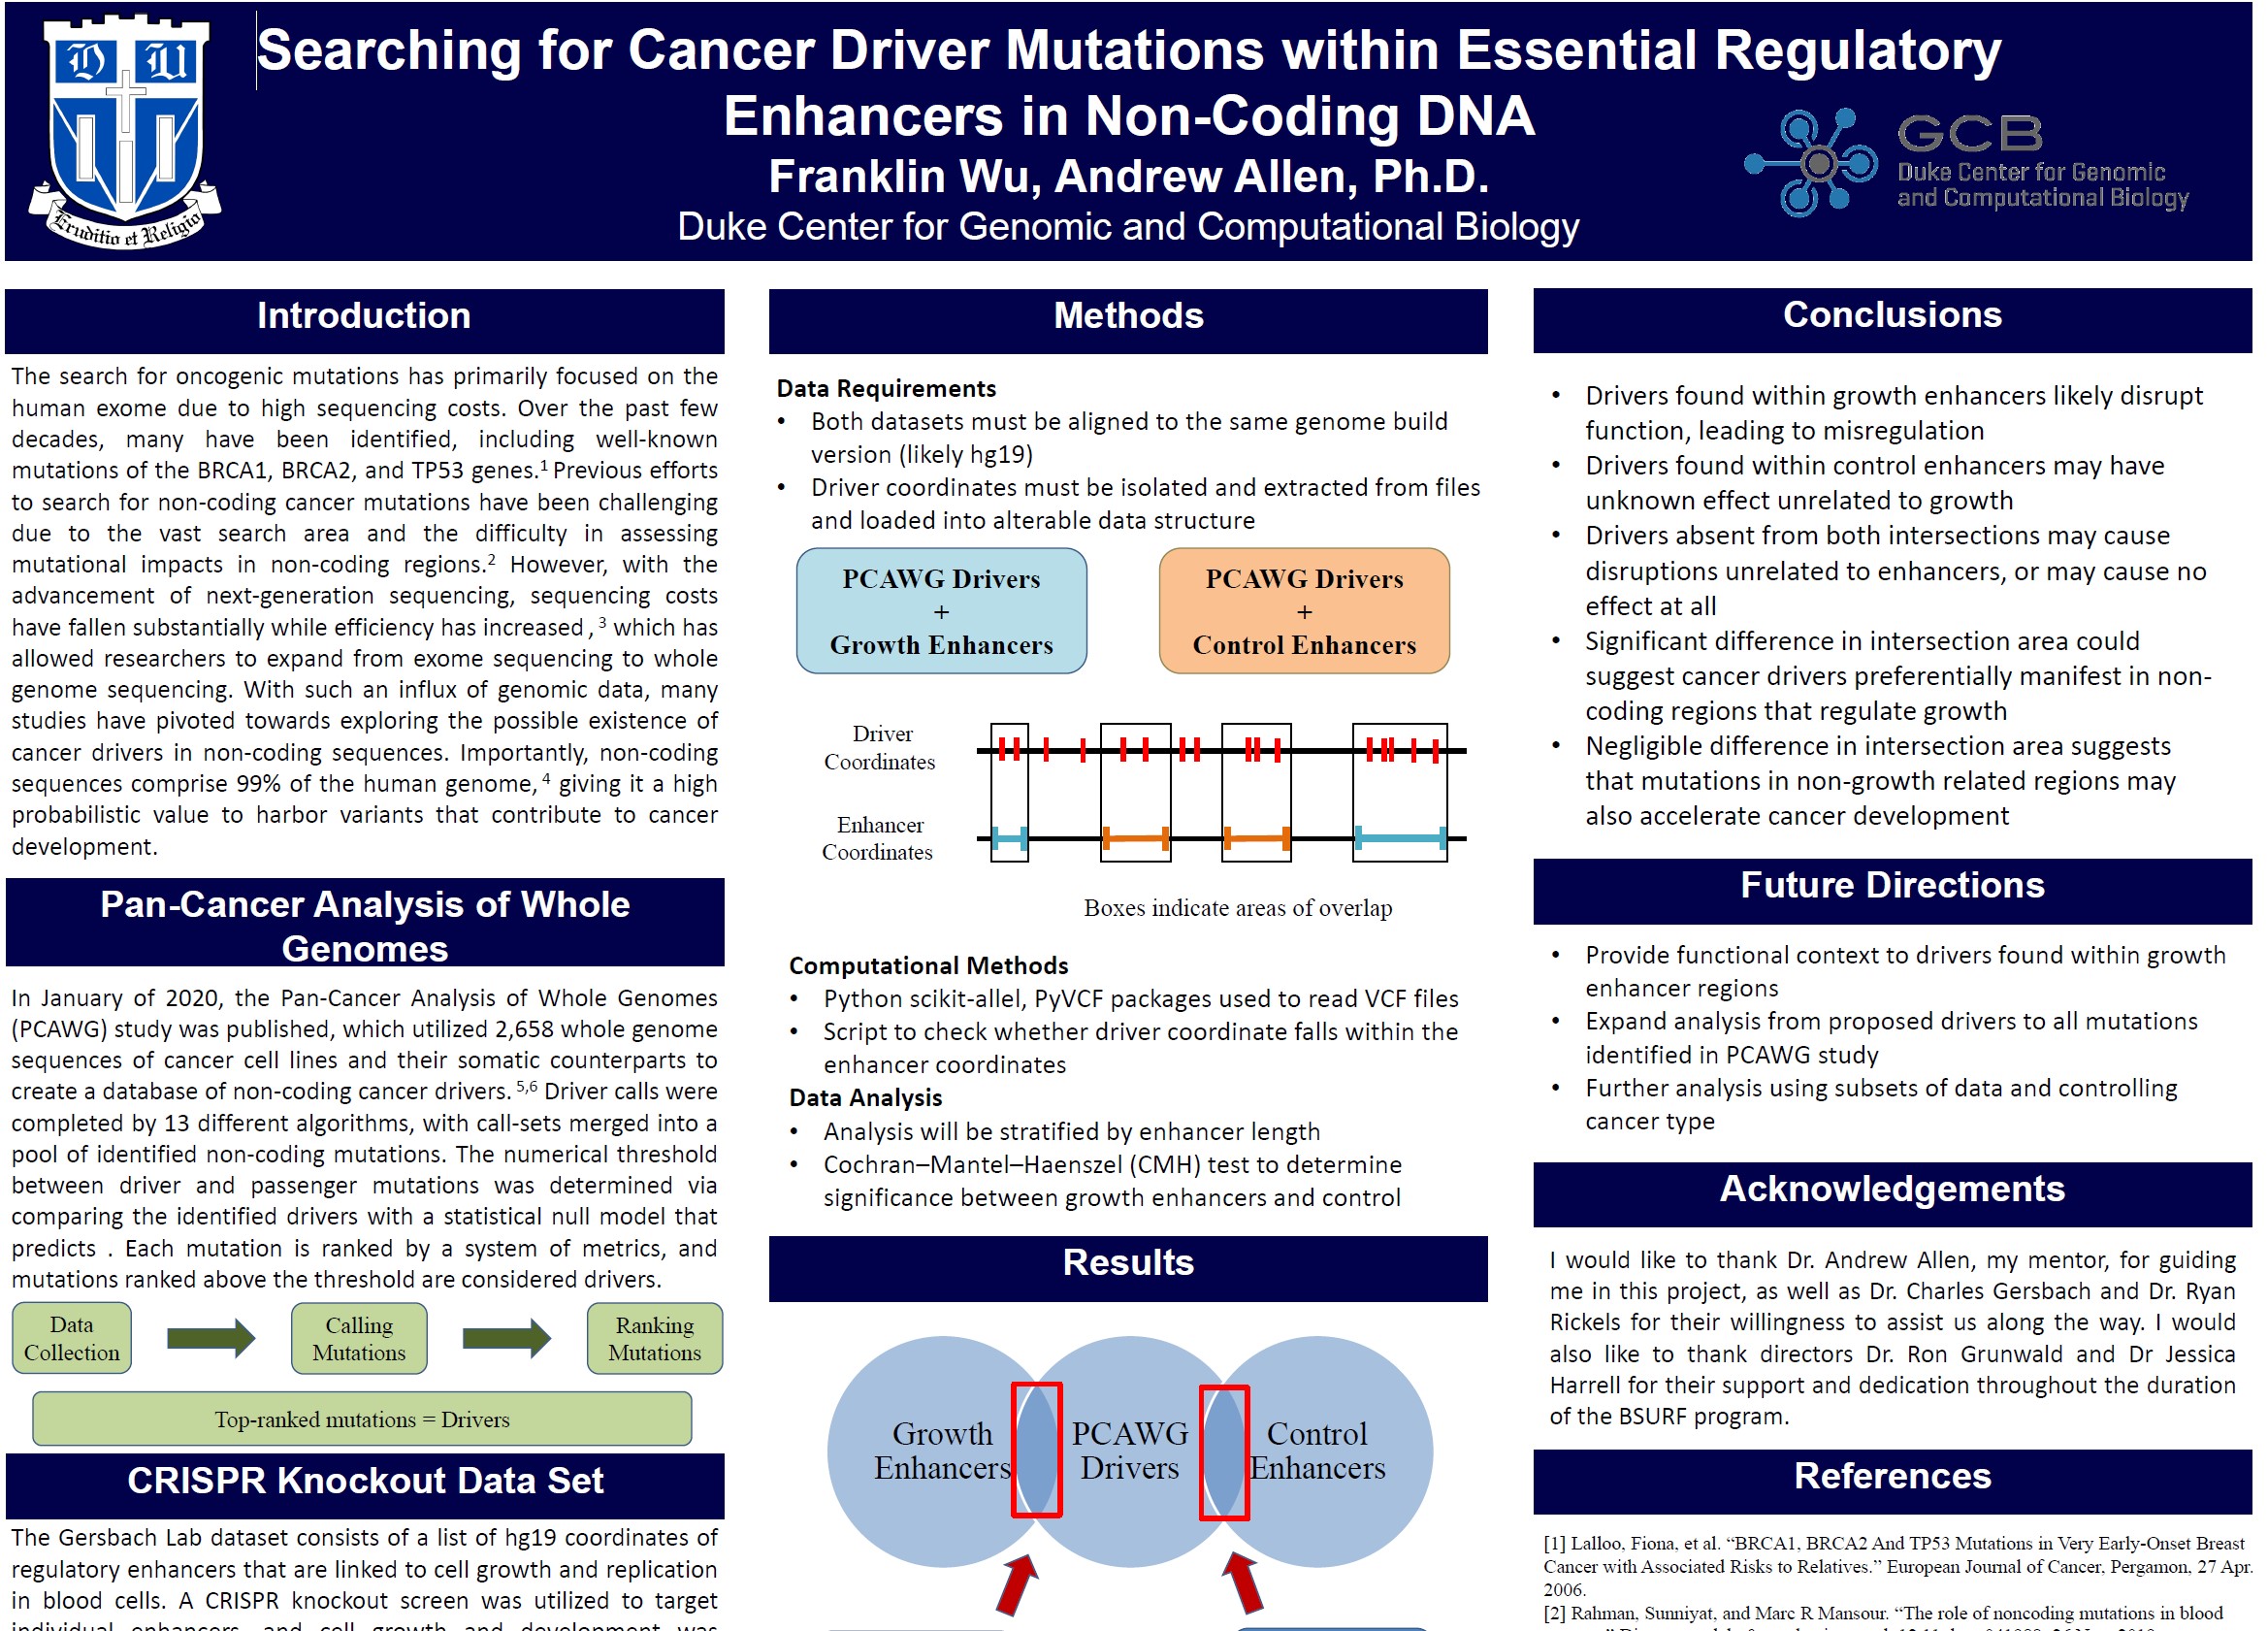 D U
Eruditio et Religio
Searching for Cancer Driver Mutations within Essential Regulatory
Enhancers in Non-Coding DNA
Franklin Wu, Andrew Allen, Ph.D.
Duke Center for Genomic and Computational Biology
GCB
Duke Center for Genomic
and Computational Biology
Introduction
The search for oncogenic mutations has primarily focused on the
human exome due to high sequencing costs. Over the past few
decades, many have been identified, including well-known
mutations of the BRCA1, BRCA2, and TP53 genes.1 Previous efforts
to search for non-coding cancer mutations have been challenging
due to the vast search area and the difficulty in assessing
mutational impacts in non-coding regions.2 However, with the
advancement of next-generation sequencing, sequencing costs
have fallen substantially while efficiency has increased , 3 which has
allowed researchers to expand from exome sequencing to whole
genome sequencing. With such an influx of genomic data, many
studies have pivoted towards exploring the possible existence of
cancer drivers in non-coding sequences. Importantly, non-coding
sequences comprise 99% of the human genome, 4 giving it a high
probabilistic value to harbor variants that contribute to cancer
development.
Pan-Cancer Analysis of Whole
Genomes
In January of 2020, the Pan-Cancer Analysis of Whole Genomes
(PCAWG) study was published, which utilized 2,658 whole genome
sequences of cancer cell lines and their somatic counterparts to
create a database of non-coding cancer drivers. 5,6 Driver calls were
completed by 13 different algorithms, with call-sets merged into a
pool of identified non-coding mutations. The numerical threshold
between driver and passenger mutations was determined via
comparing the identified drivers with a statistical null model that
predicts . Each mutation is ranked by a system of metrics, and
mutations ranked above the threshold are considered drivers.
Data
Collection
Calling
Mutations
Ranking
Mutations
Top-ranked mutations = Drivers
CRISPR Knockout Data Set
The Gersbach Lab dataset consists of a list of hg19 coordinates of
regulatory enhancers that are linked to cell growth and replication
in blood cells. A CRISPR knockout screen was utilized to target
individual enhancers, and cell growth and development was
Methods
Data Requirements
• Both datasets must be aligned to the same genome build
version (likely hg19)
• Driver coordinates must be isolated and extracted from files
and loaded into alterable data structure
PCAWG Drivers
+
Growth Enhancers
PCAWG Drivers
+
Control Enhancers
Driver
Coordinates
Enhancer
Coordinates
Boxes indicate areas of overlap
Computational Methods
• Python scikit-allel, PyVCF packages used to read VCF files
• Script to check whether driver coordinate falls within the
enhancer coordinates
Data Analysis
• Analysis will be stratified by enhancer length
• Cochran–Mantel–Haenszel (CMH) test to determine
significance between growth enhancers and control
Results
Growth
Enhancers
PCAWG
Drivers
Control
Enhancers
Conclusions
• Drivers found within growth enhancers likely disrupt
function, leading to misregulation
• Drivers found within control enhancers may have
unknown effect unrelated to growth
• Drivers absent from both intersections may cause
disruptions unrelated to enhancers, or may cause no
effect at all
• Significant difference in intersection area could
suggest cancer drivers preferentially manifest in non-
coding regions that regulate growth
• Negligible difference in intersection area suggests
that mutations in non-growth related regions may
also accelerate cancer development
Future Directions
• Provide functional context to drivers found within growth
enhancer regions
• Expand analysis from proposed drivers to all mutations
identified in PCAWG study
• Further analysis using subsets of data and controlling
cancer type
Acknowledgements
I would like to thank Dr. Andrew Allen, my mentor, for guiding
me in this project, as well as Dr. Charles Gersbach and Dr. Ryan
Rickels for their willingness to assist us along the way. I would
also like to thank directors Dr. Ron Grunwald and Dr Jessica
Harrell for their support and dedication throughout the duration
of the BSURF program.
References
[1] Lalloo, Fiona, et al. “BRCA1, BRCA2 And TP53 Mutations in Very Early-Onset Breast
Cancer with Associated Risks to Relatives.” European Journal of Cancer, Pergamon, 27 Apr.
2006.
[2] Rahman, Sunniyat, and Marc R Mansour. “The role of noncoding mutations in blood